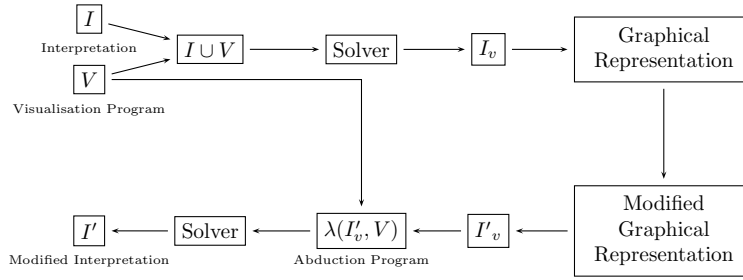 I
Interpretation
V
Visualisation Program
I ∪ V
Solver
I_v
Graphical
Representation
I'
Modified Interpretation
Solver
λ(I'_v, V)
Abduction Program
I'_v
Modified
Graphical
Representation